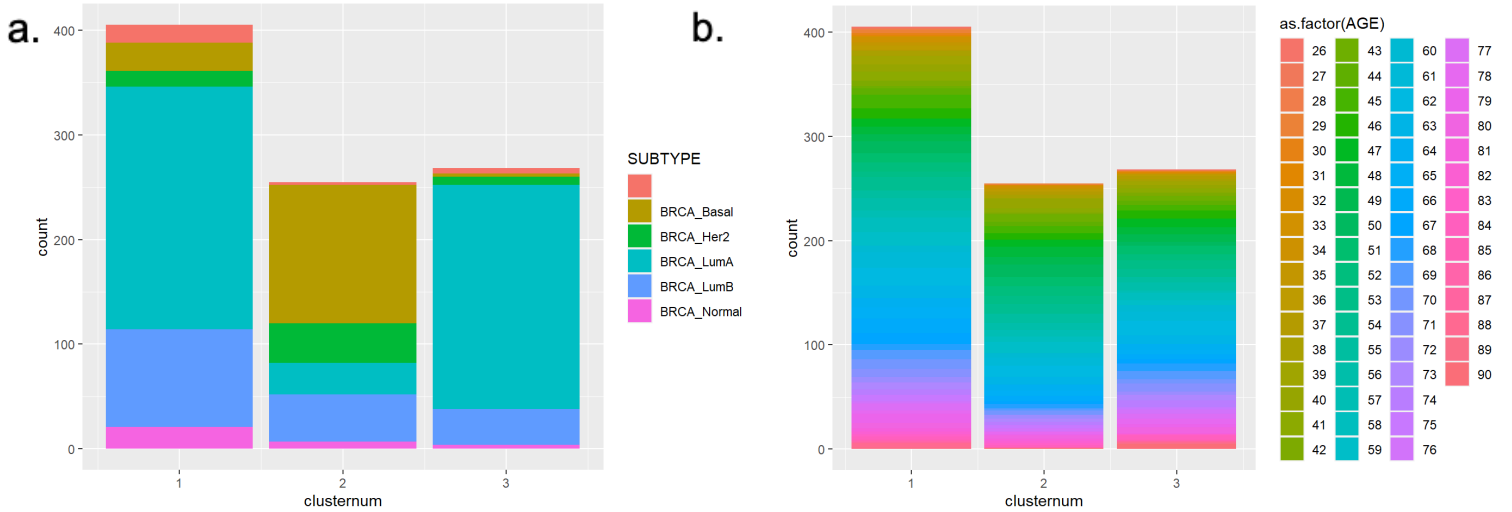 a.
400
300
200
100
0
count
1 2 3
clusternum
SUBTYPE
BRCA_Basal
BRCA_Her2
BRCA_LumA
BRCA_LumB
BRCA_Normal
b.
400
300
200
100
0
count
1 2 3
clusternum
as.factor(AGE)
26 43 60 77
27 44 61 78
28 45 62 79
29 46 63 80
30 47 64 81
31 48 65 82
32 49 66 83
33 50 67 84
34 51 68 85
35 52 69 86
36 53 70 87
37 54 71 88
38 55 72 89
39 56 73 90
40 57 74
41 58 75
42 59 76